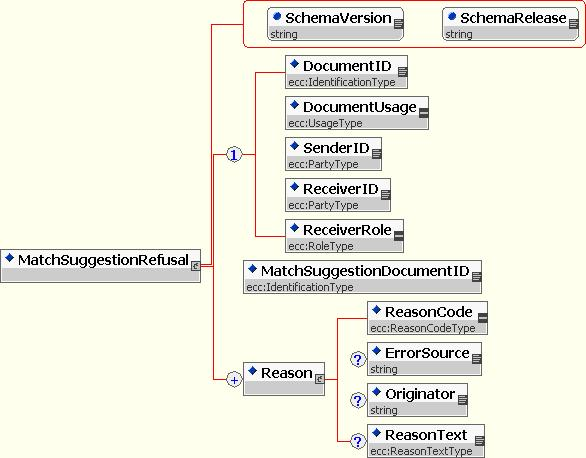 SchemaVersion
string
SchemaRelease
string
DocumentID
ecc:IdentificationType
DocumentUsage
ecc:UsageType
1
SenderID
ecc:PartyType
ReceiverID
ecc:PartyType
ReceiverRole
ecc:RoleType
MatchSuggestionRefusal
MatchSuggestionDocumentID
ecc:IdentificationType
ReasonCode
ecc:ReasonCodeType
? ErrorSource
string
+ Reason
? Originator
string
? ReasonText
ecc:ReasonTextType